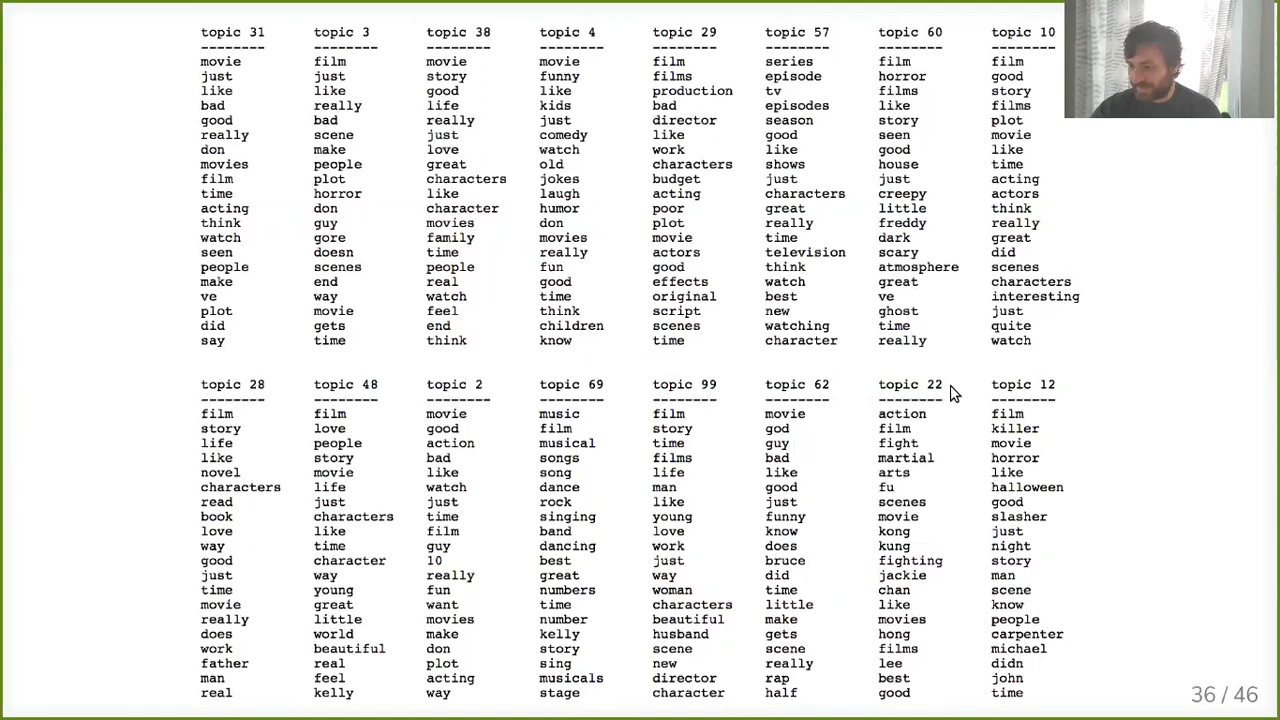 topic 31 topic 3 topic 38 topic 4 topic 29 topic 57 topic 60 topic 10
-------- -------- -------- -------- -------- -------- -------- --------
movie film movie movie film series film film
just just story funny films episode horror good
like like good like production tv films story
bad really life kids bad episodes like films
good bad really just director season story plot
really scene just comedy like good seen movie
don make love watch work like good like
movies people great old characters shows house time
film plot characters jokes budget just just acting
time horror like laugh acting characters creepy actors
acting don character humor poor great little think
think guy movies don plot really freddy really
watch gore family movies movie time dark great
seen doesn time really actors television scary did
people scenes people fun good think atmosphere scenes
make end real good effects watch great characters
ve way watch time original best ve interesting
plot movie feel think script new ghost just
did gets end children scenes watching time quite
say time think know time character really watch
topic 28 topic 48 topic 2 topic 69 topic 99 topic 62 topic 22 topic 12
-------- -------- -------- -------- -------- -------- -------- --------
film film movie music film movie action film
story love good film story god film killer
life people action musical time guy fight movie
like story bad songs films bad martial horror
novel movie like song life like arts like
characters life watch dance man good fu halloween
read just just rock like just scenes good
book characters time singing young funny movie slasher
love like film band love know kong just
way time guy dancing work does kung night
good character 10 best just bruce fighting story
just way really great way did jackie man
time young fun numbers woman time chan scene
movie great want time characters little like know
really little movies number beautiful make movies people
does world make kelly husband gets hong carpenter
work beautiful don story scene scene films michael
father real plot sing new really lee didn
man feel acting musicals director rap best john
real kelly way stage character half good time
36 / 46